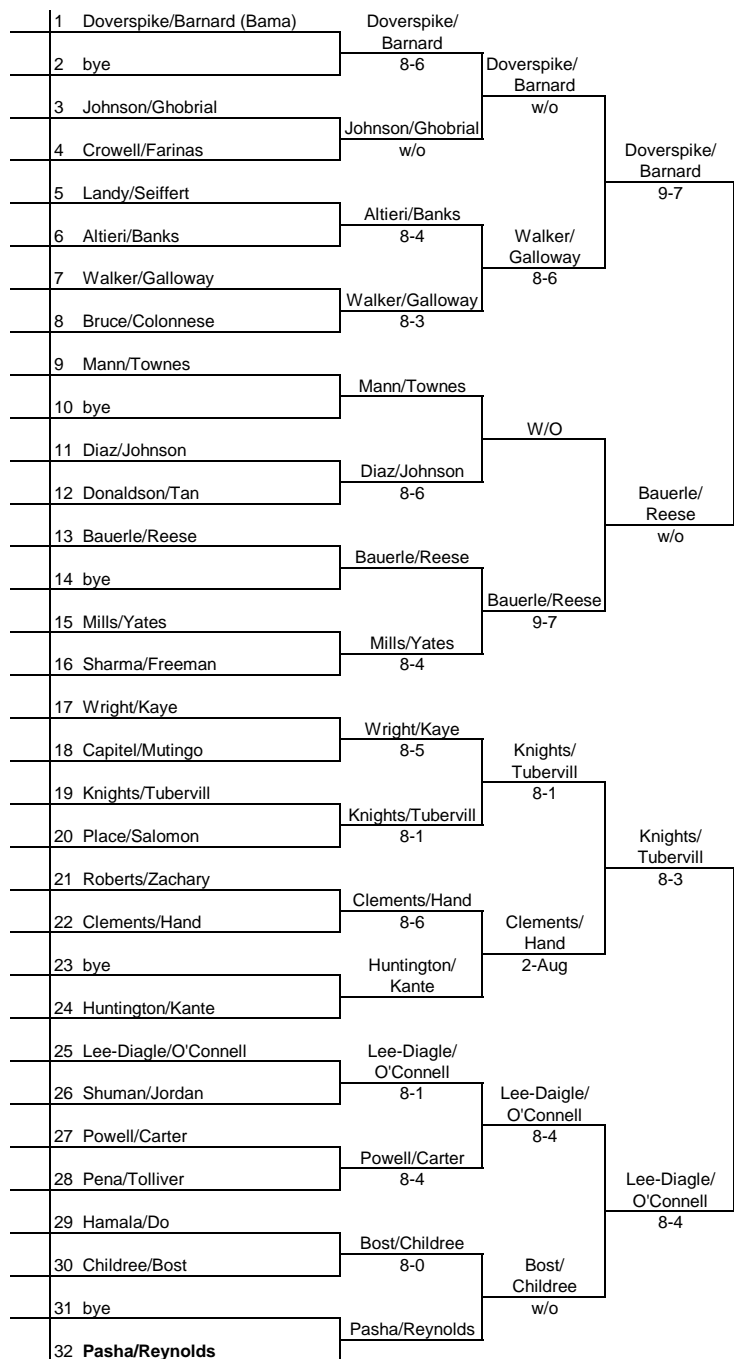 1 Doverspike/Barnard (Bama)
2 bye
3 Johnson/Ghobrial
4 Crowell/Farinas
5 Landy/Seiffert
6 Altieri/Banks
7 Walker/Galloway
8 Bruce/Colonnese
9 Mann/Townes
10 bye
11 Diaz/Johnson
12 Donaldson/Tan
13 Bauerle/Reese
14 bye
15 Mills/Yates
16 Sharma/Freeman
17 Wright/Kaye
18 Capitel/Mutingo
19 Knights/Tubervill
20 Place/Salomon
21 Roberts/Zachary
22 Clements/Hand
23 bye
24 Huntington/Kante
25 Lee-Diagle/O'Connell
26 Shuman/Jordan
27 Powell/Carter
28 Pena/Tolliver
29 Hamala/Do
30 Childree/Bost
31 bye
32 Pasha/Reynolds
Doverspike/
Barnard
8-6
Johnson/Ghobrial
w/o
Altieri/Banks
8-4
Walker/Galloway
8-3
Mann/Townes
Diaz/Johnson
8-6
Bauerle/Reese
Mills/Yates
8-4
Wright/Kaye
8-5
Knights/Tubervill
8-1
Clements/Hand
8-6
Huntington/
Kante
Lee-Diagle/
O'Connell
8-1
Powell/Carter
8-4
Bost/Childree
8-0
Pasha/Reynolds
Doverspike/
Barnard
w/o
Walker/
Galloway
8-6
W/O
Bauerle/Reese
9-7
Knights/
Tubervill
8-1
Clements/
Hand
2-Aug
Lee-Daigle/
O'Connell
8-4
Bost/
Childree
w/o
Doverspike/
Barnard
9-7
Bauerle/
Reese
w/o
Knights/
Tubervill
8-3
Lee-Diagle/
O'Connell
8-4